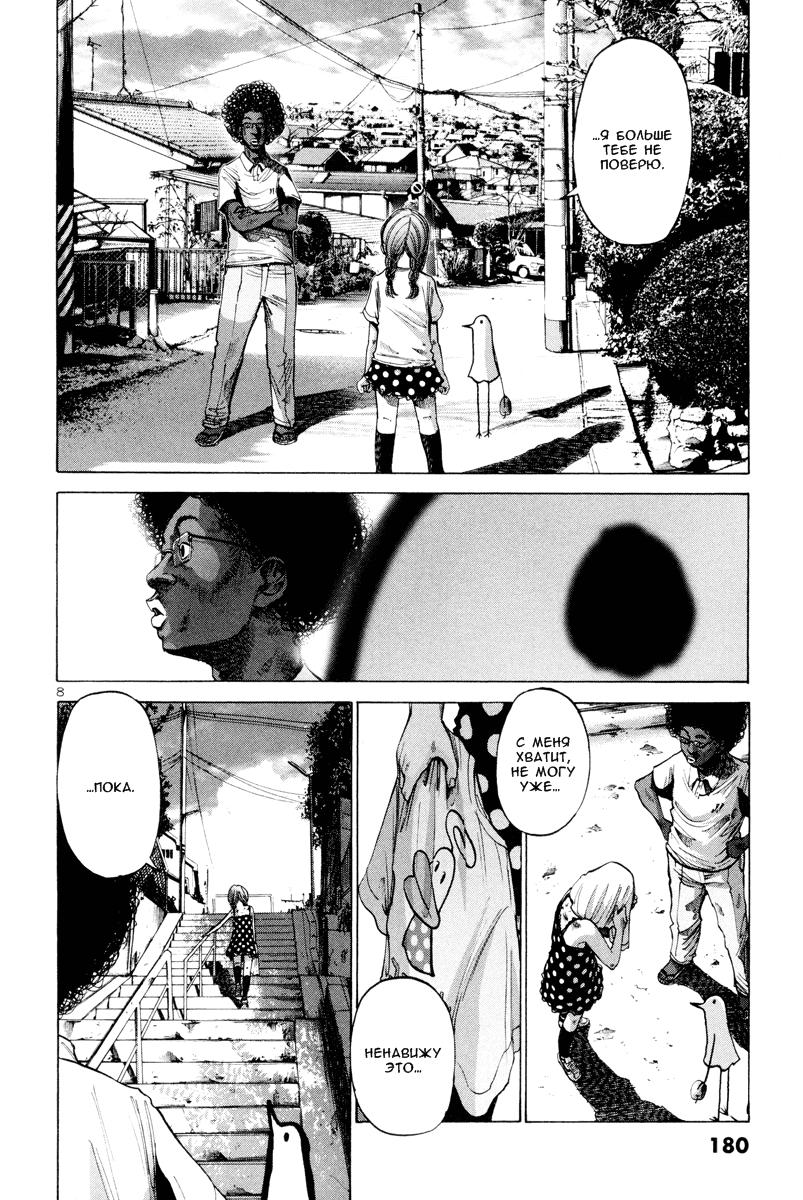 ...Я БОЛЬШЕ
ТЕБЕ НЕ
ПОВЕРЮ.
8
С МЕНЯ
ХВАТИТ,
НЕ МОГУ
УЖЕ...
НЕНАВИЖУ
ЭТО...
...ПОКА.
180